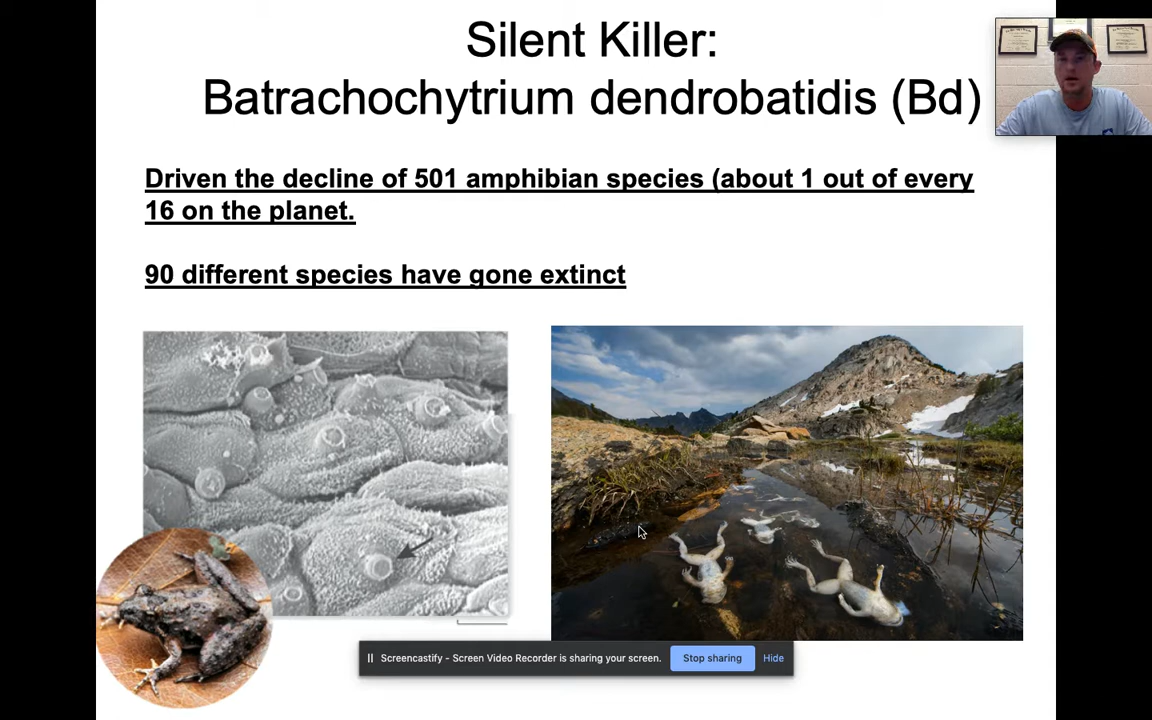 Silent Killer:
Batrachochytrium dendrobatidis (Bd)
Driven the decline of 501 amphibian species (about 1 out of every
16 on the planet.
90 different species have gone extinct
Screencastify - Screen Video Recorder is sharing your screen.
Stop sharing
Hide